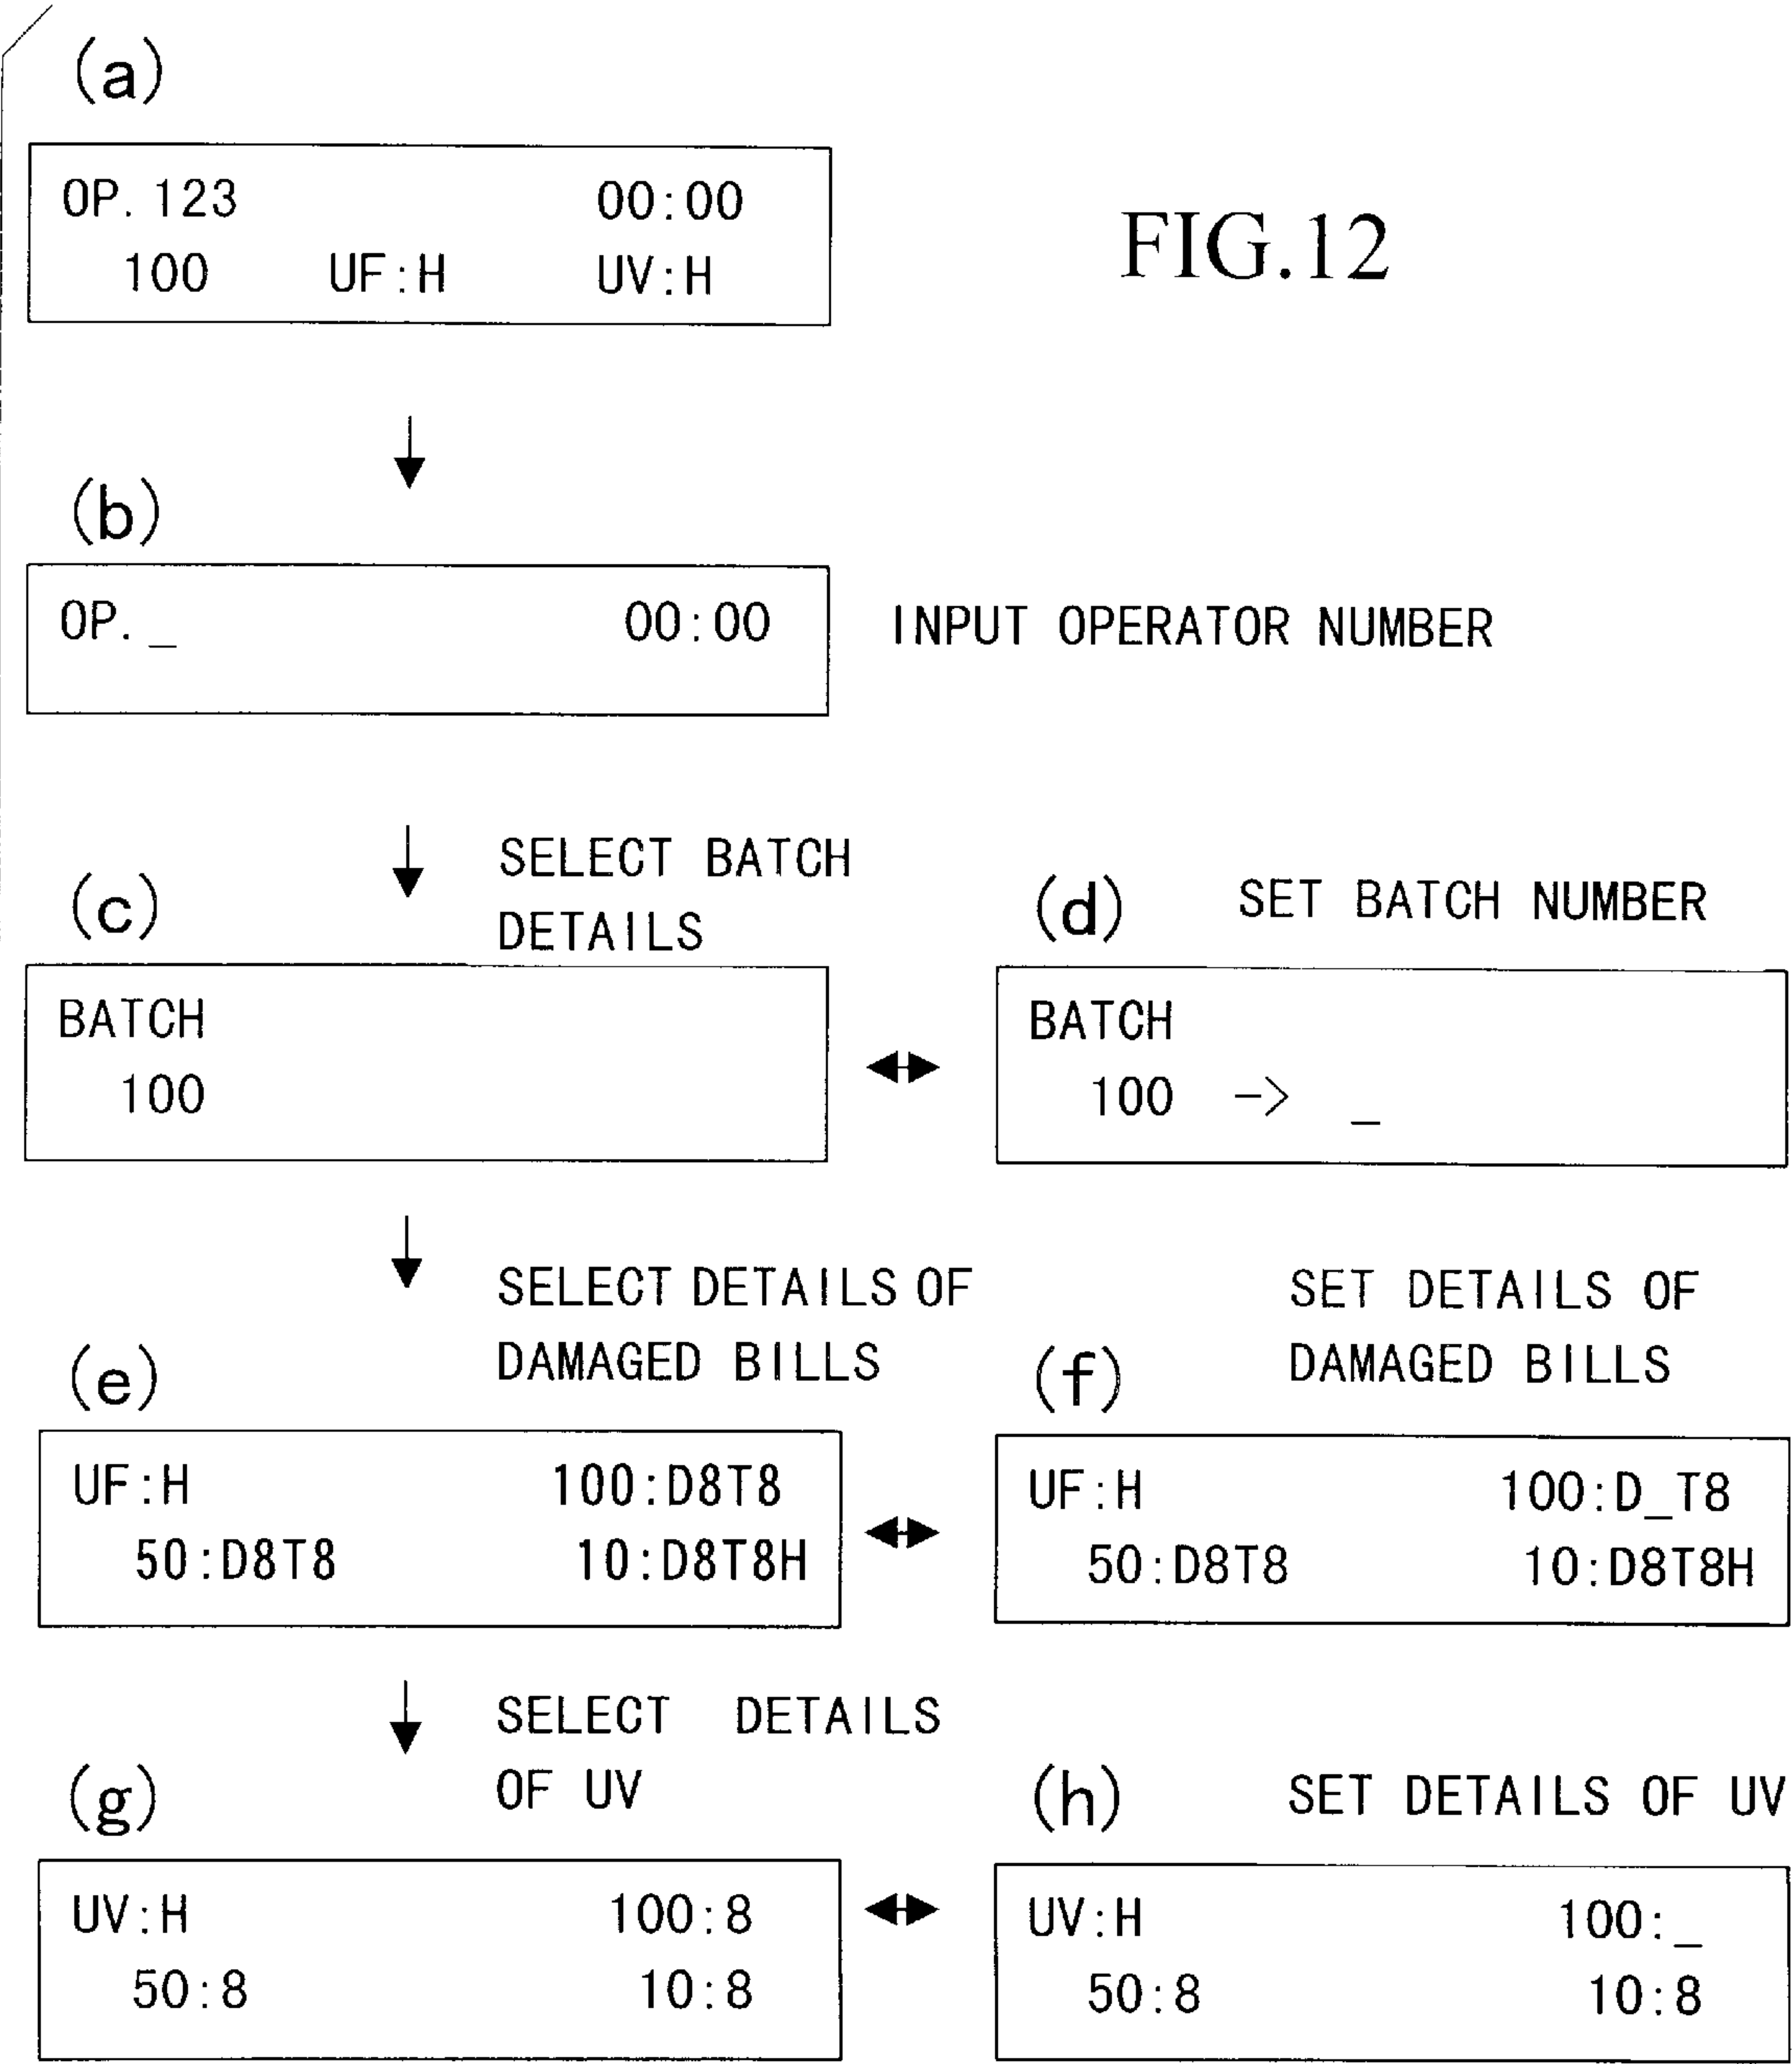 (a)
OP. 123 00:00
100 UF:H UV:H
FIG.12
(b)
OP. _ 00:00
INPUT OPERATOR NUMBER
SELECT BATCH
DETAILS
(c)
BATCH
100
(d)
SET BATCH NUMBER
BATCH
100 -> _
SELECT DETAILS OF
DAMAGED BILLS
(e)
UF:H 100:D8T8
50:D8T8 10:D8T8H
SET DETAILS OF
DAMAGED BILLS
(f)
UF:H 100:D_T8
50:D8T8 10:D8T8H
SELECT DETAILS
OF UV
(g)
UV:H 100:8
50:8 10:8
(h)
SET DETAILS OF UV
UV:H 100:_
50:8 10:8